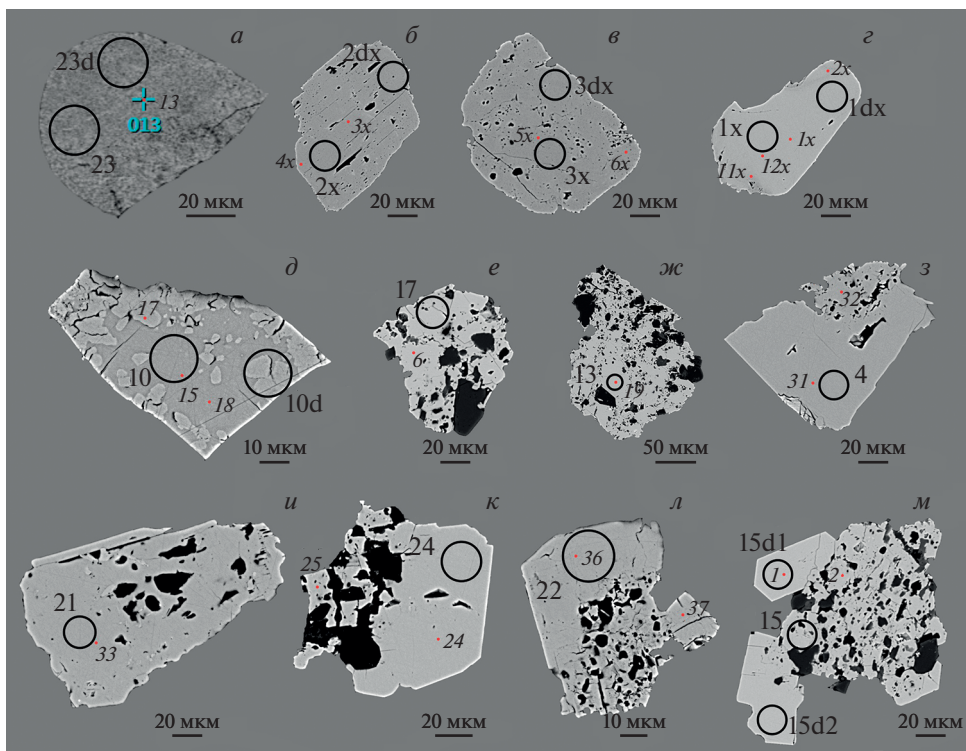 а
23d
13
013
23
20 мкм
б
2dx
3x
4x
2x
20 мкм
в
3dx
5x
6x
3x
20 мкм
г
2x
1dx
1x
1x
12x
11x
20 мкм
д
17
10
15
18
10d
10 мкм
е
17
6
20 мкм
ж
13
19
50 мкм
з
32
31
4
20 мкм
и
21
33
20 мкм
к
24
25
24
20 мкм
л
36
22
37
10 мкм
м
15d1
1
2
15
15d2
20 мкм